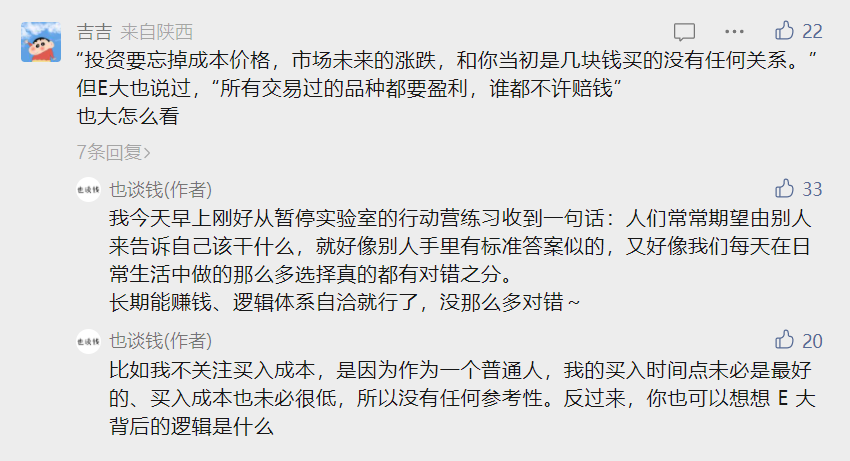 吉吉 来自陕西 22
“投资要忘掉成本价格，市场未来的涨跌，和你当初是几块钱买的没有任何关系。”
但E大也说过，“所有交易过的品种都要盈利，谁都不许赔钱”
也大怎么看
7条回复>
也谈钱
也谈钱(作者) 33
我今天早上刚好从暂停实验室的行动营练习收到一句话：人们常常期望由别人
来告诉自己该干什么，就好像别人手里有标准答案似的，又好像我们每天在日
常生活中做的那么多选择真的都有对错之分。
长期能赚钱、逻辑体系自洽就行了，没那么多对错～
也谈钱
也谈钱(作者) 20
比如我不关注买入成本，是因为作为一个普通人，我的买入时间点未必是最好
的、买入成本也未必很低，所以没有任何参考性。反过来，你也可以想想 E 大
背后的逻辑是什么